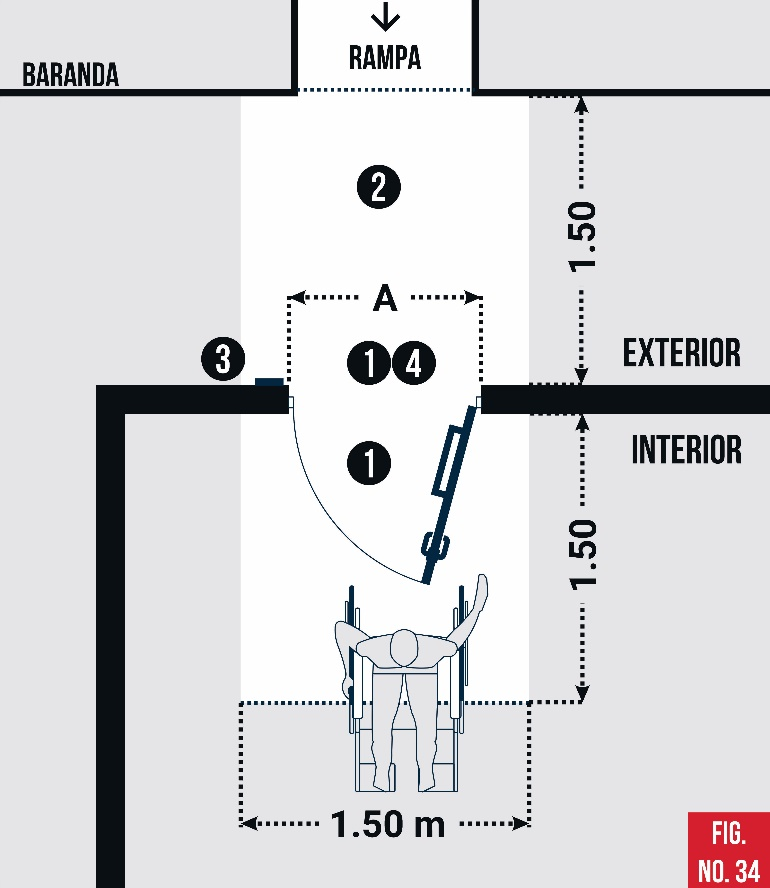 RAMPA
BARANDA
2
1.50
A
3
1 4
EXTERIOR
1
INTERIOR
1.50
1.50 m
FIG.
NO. 34